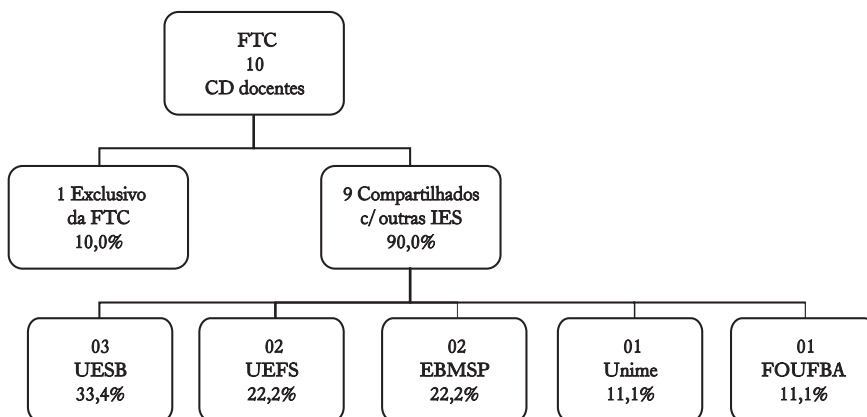 FTC
10
CD docentes
1 Exclusivo
da FTC
10,0%
9 Compartilhados
c/ outras IES
90,0%
03
UESB
33,4%
02
UEFS
22,2%
02
EBMSP
22,2%
01
Unime
11,1%
01
FOUFBA
11,1%